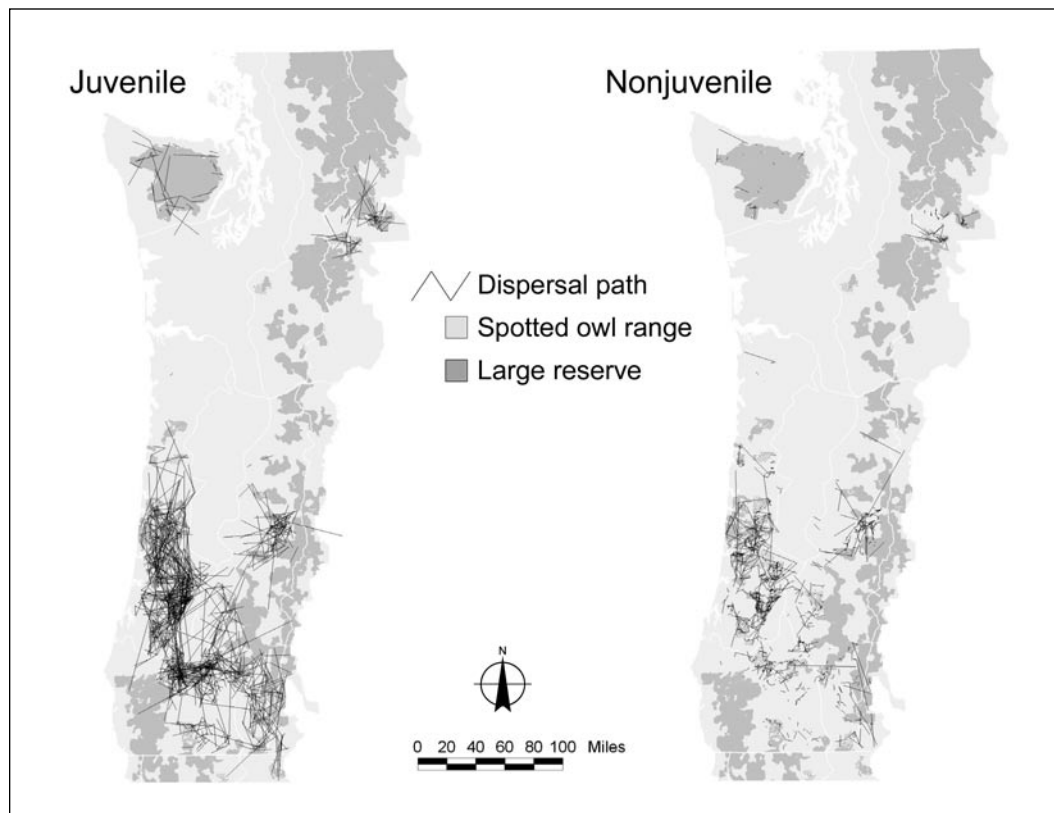 Juvenile
Nonjuvenile
Dispersal path
Spotted owl range
Large reserve
N
0 20 40 60 80 100 Miles